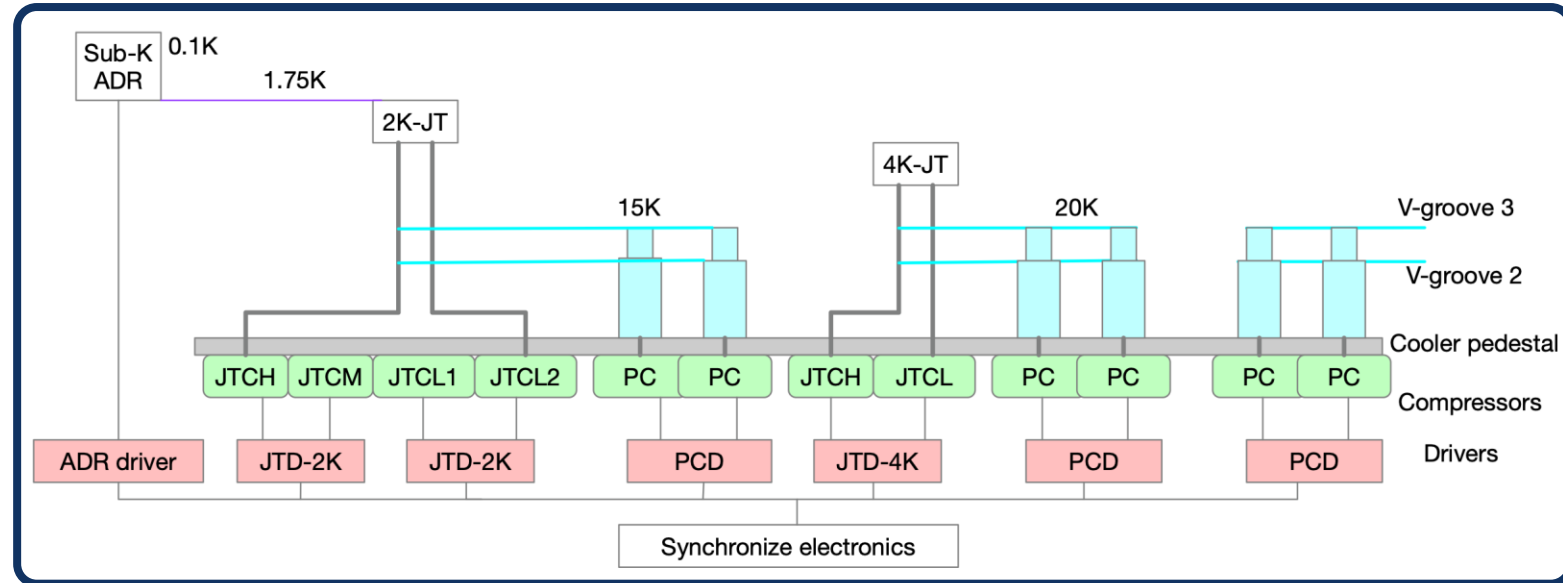 Sub-K
ADR
0.1K
1.75K
2K-JT
4K-JT
15K
20K
V-groove 3
V-groove 2
Cooler pedestal
JTCH
JTCM
JTCL1
JTCL2
PC
PC
JTCH
JTCL
PC
PC
PC
PC
Compressors
ADR driver
JTD-2K
JTD-2K
PCD
JTD-4K
PCD
PCD
Drivers
Synchronize electronics